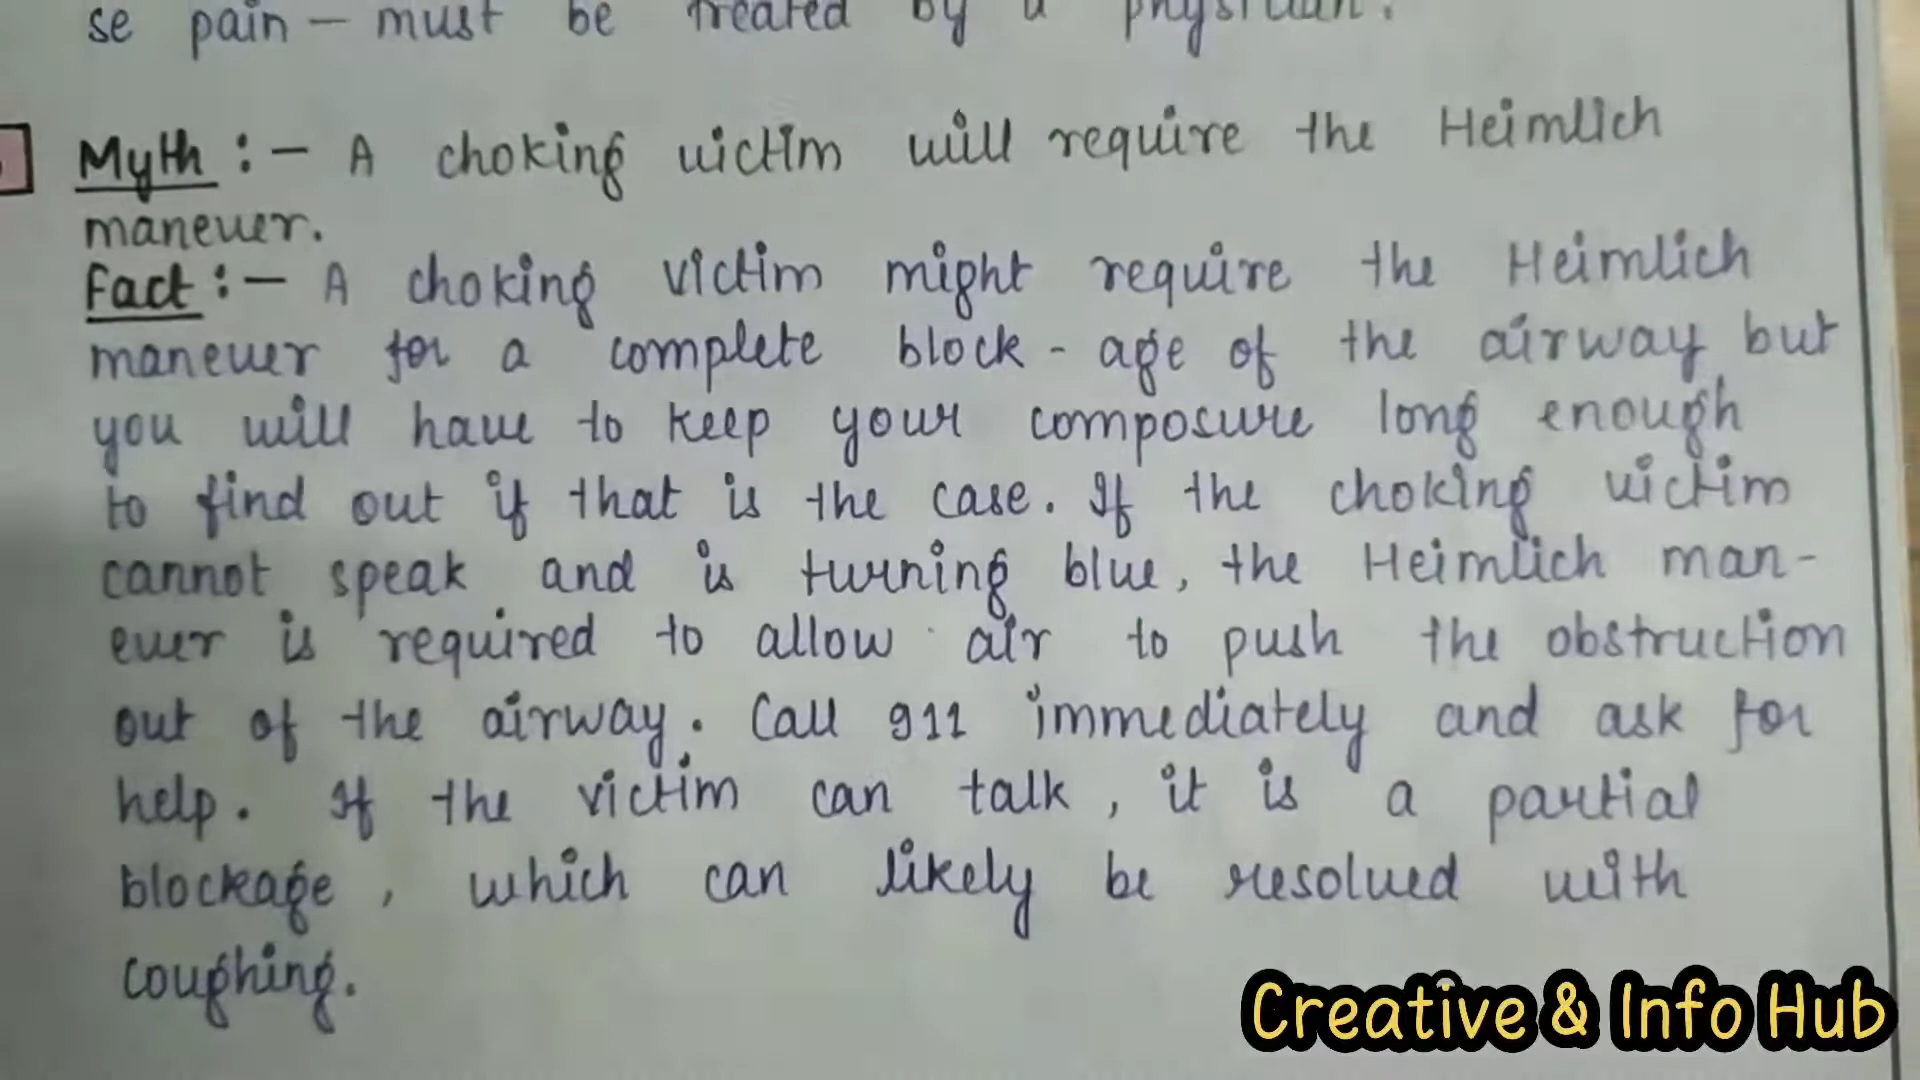 se pain – must be treated by a physician.
Myth :– A choking victim will require the Heimlich
maneuver.
Fact :– A choking victim might require the Heimlich
maneuver for a complete block - age of the airway but
you will have to keep your composure long enough
to find out if that is the case. If the choking victim
cannot speak and is turning blue, the Heimlich man-
euver is required to allow air to push the obstruction
out of the airway. Call 911 immediately and ask for
help. If the victim can talk, it is a partial
blockage, which can likely be resolved with
coughing.
Creative & Info Hub